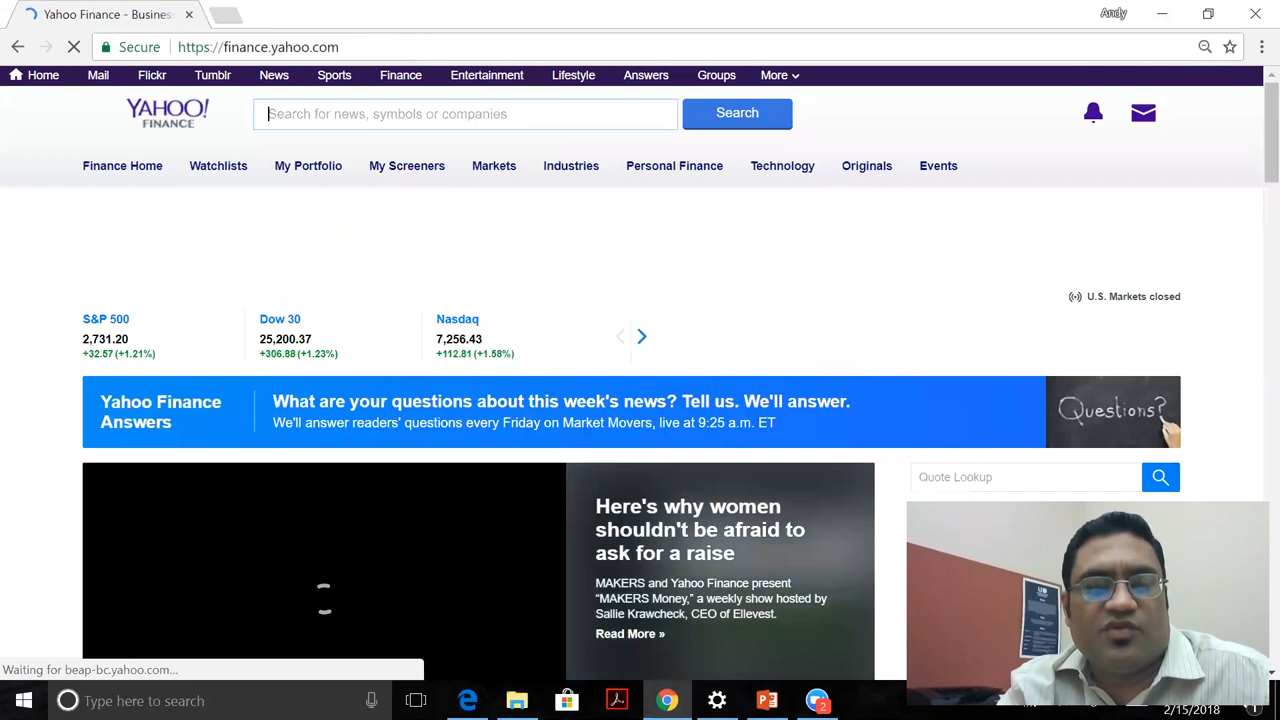 Yahoo Finance - Busines
Andy
Secure https://finance.yahoo.com
Home Mail Flickr Tumblr News Sports Finance Entertainment Lifestyle Answers Groups More
YAHOO!
FINANCE
Search for news, symbols or companies
Search
Finance Home Watchlists My Portfolio My Screeners Markets Industries Personal Finance Technology Originals Events
U.S. Markets closed
S&P 500 Dow 30 Nasdaq
2,731.20 25,200.37 7,256.43
+32.57 (+1.21%) +306.88 (+1.23%) +112.81 (+1.58%)
Yahoo Finance
Answers
What are your questions about this week's news? Tell us. We'll answer.
We'll answer readers' questions every Friday on Market Movers, live at 9:25 a.m. ET
Questions?
Quote Lookup
Here's why women
shouldn't be afraid to
ask for a raise
MAKERS and Yahoo Finance present
“MAKERS Money,” a weekly show hosted by
Sallie Krawcheck, CEO of Ellevest.
Read More »
Waiting for beap-bc.yahoo.com...
Type here to search
2
2/15/2018
1